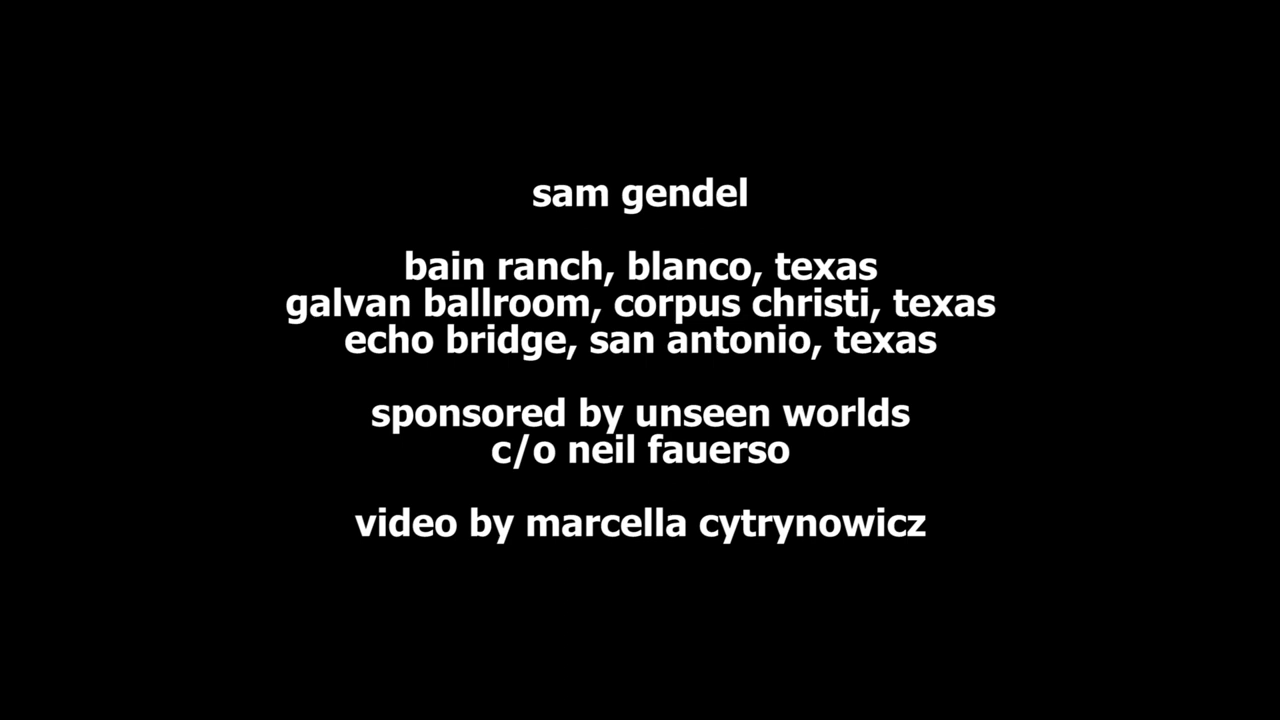 sam gendel
bain ranch, blanco, texas
galvan ballroom, corpus christi, texas
echo bridge, san antonio, texas
sponsored by unseen worlds
c/o neil fauerso
video by marcella cytrynowicz